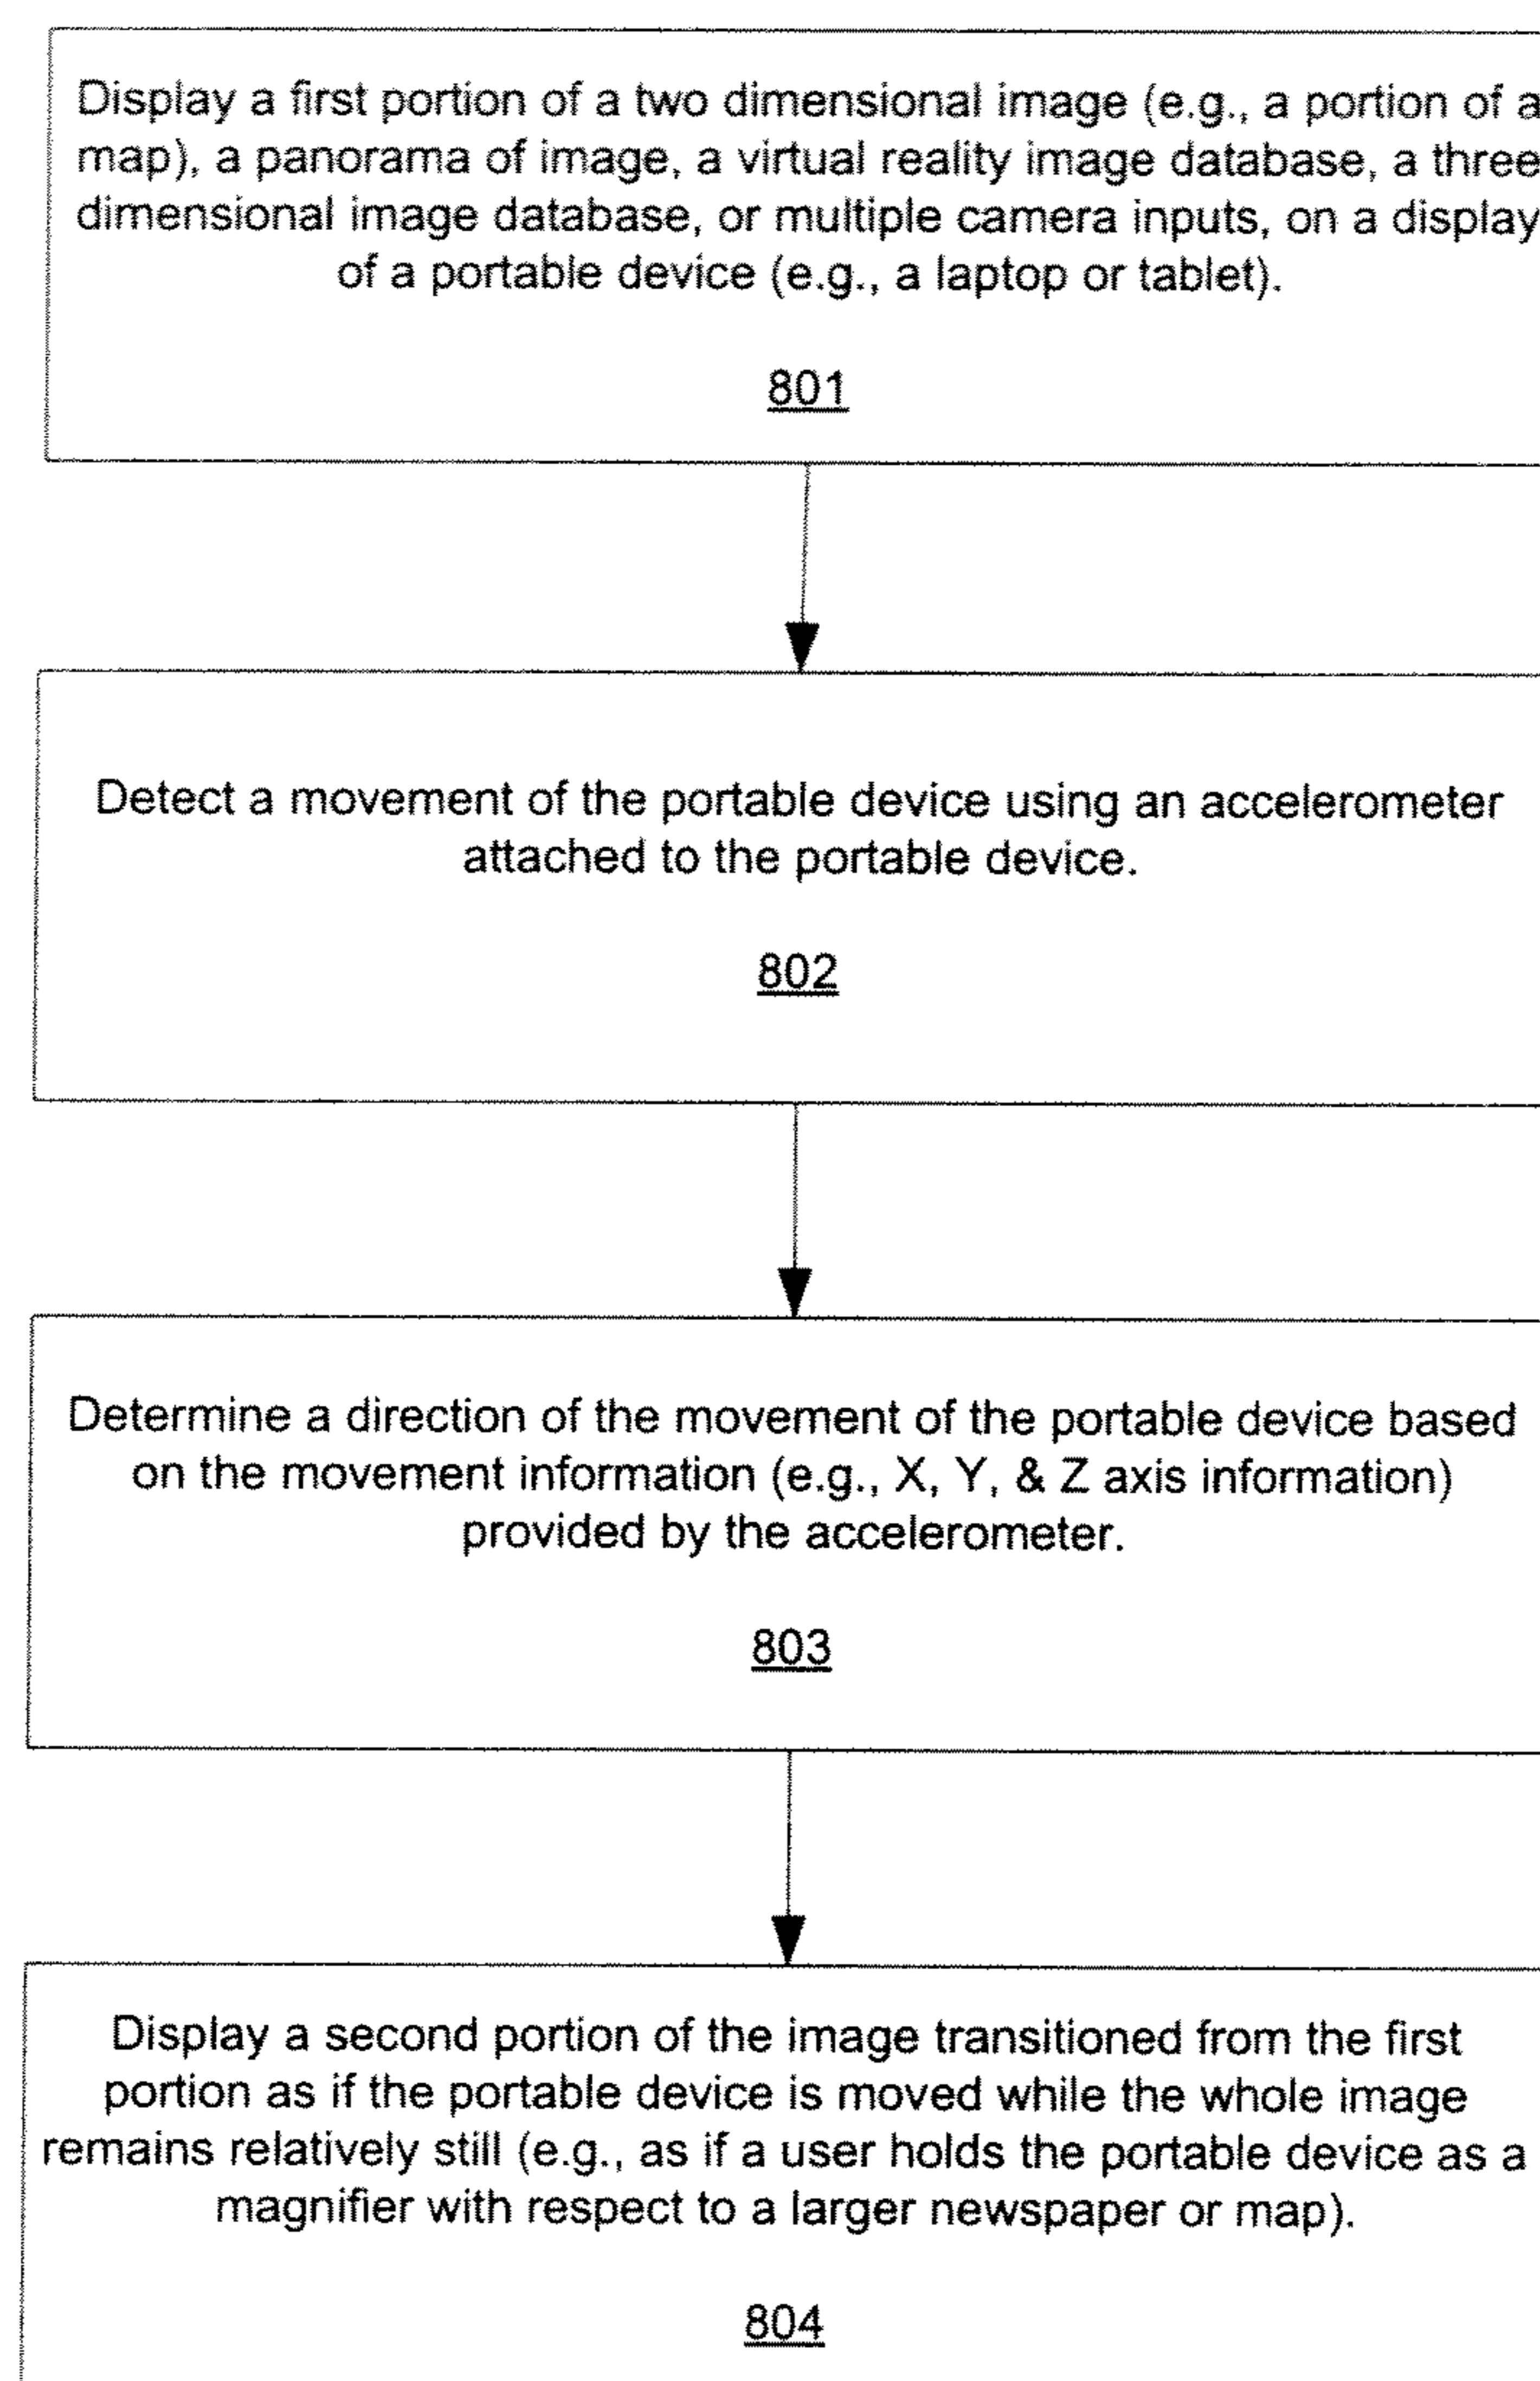 Display a first portion of a two dimensional image (e.g., a portion of a
map), a panorama of image, a virtual reality image database, a three
dimensional image database, or multiple camera inputs, on a display
of a portable device (e.g., a laptop or tablet).
801
Detect a movement of the portable device using an accelerometer
attached to the portable device.
802
Determine a direction of the movement of the portable device based
on the movement information (e.g., X, Y, & Z axis information)
provided by the accelerometer.
803
Display a second portion of the image transitioned from the first
portion as if the portable device is moved while the whole image
remains relatively still (e.g., as if a user holds the portable device as a
magnifier with respect to a larger newspaper or map).
804